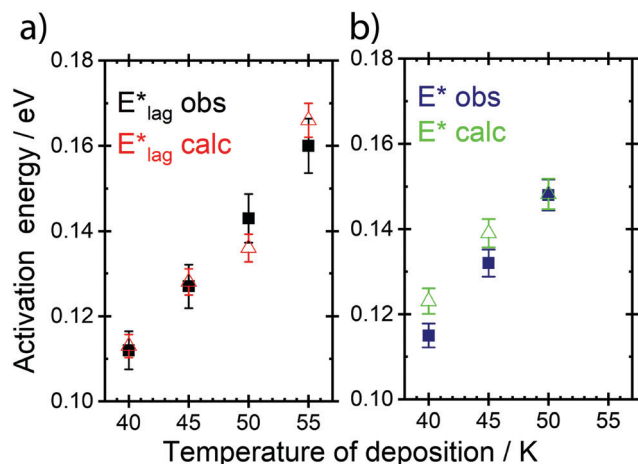 a)
b)
Activation energy / eV
0.18
0.16
0.14
0.12
0.10
E*lag obs
E*lag calc
40 45 50 55
0.18
0.16
0.14
0.12
0.10
E* obs
E* calc
40 45 50 55
Temperature of deposition / K